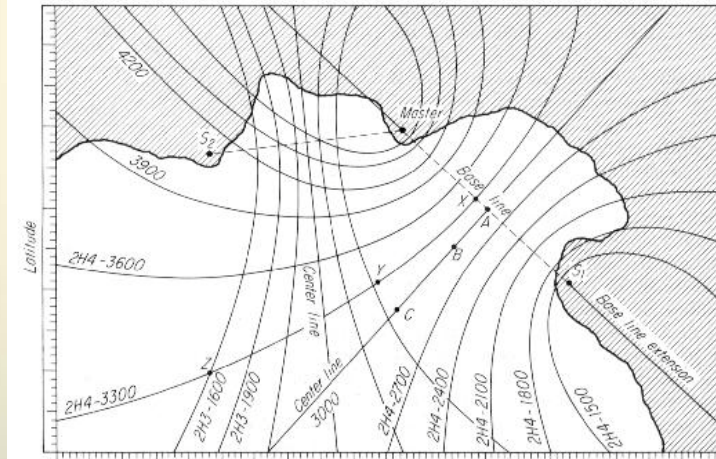 4200
Master
S2
3900
Base line
X
A
Latitude
2H4-3600
Y
B
S1
Center line
C
Base line extension
Z
2H4-3300
2H3-1600
2H3-1900
Center line
3000
2H4-2700
2H4-2400
2H4-2100
2H4-1800
2H4-1500